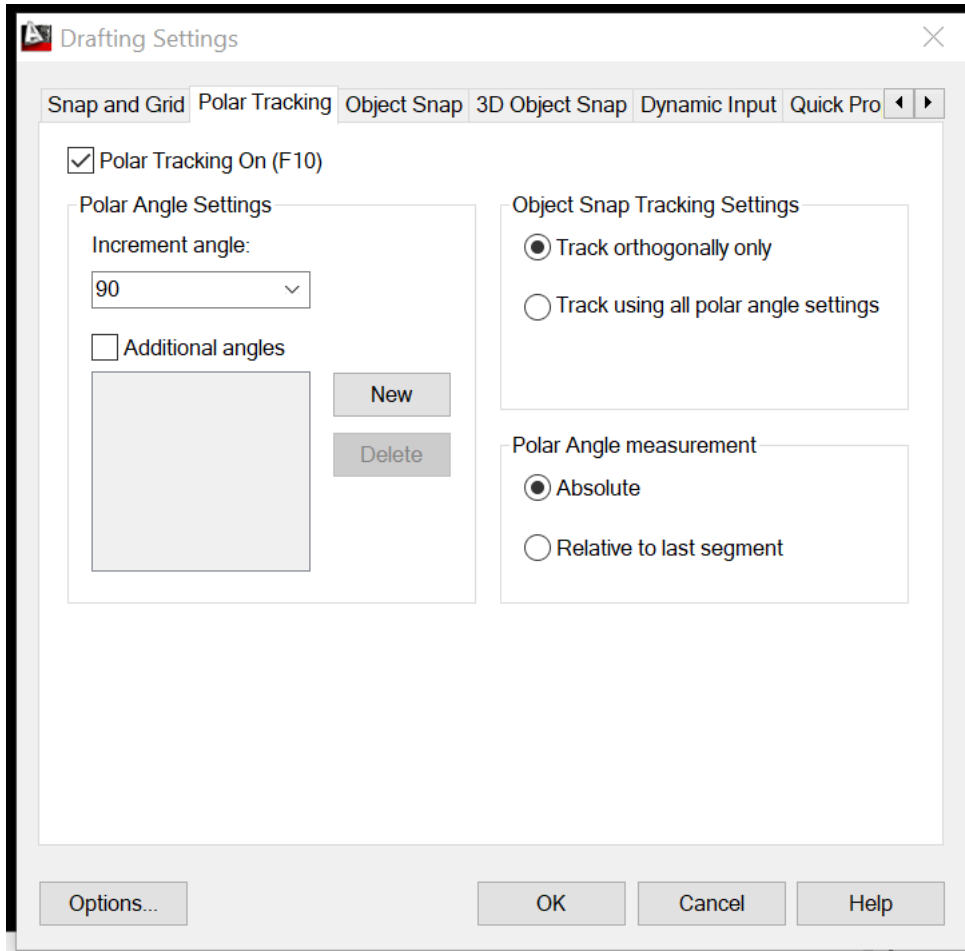 Drafting Settings
Snap and Grid Polar Tracking Object Snap 3D Object Snap Dynamic Input Quick Pro
Polar Tracking On (F10)
Polar Angle Settings
Increment angle:
90
Additional angles
New
Delete
Object Snap Tracking Settings
Track orthogonally only
Track using all polar angle settings
Polar Angle measurement
Absolute
Relative to last segment
Options... OK Cancel Help